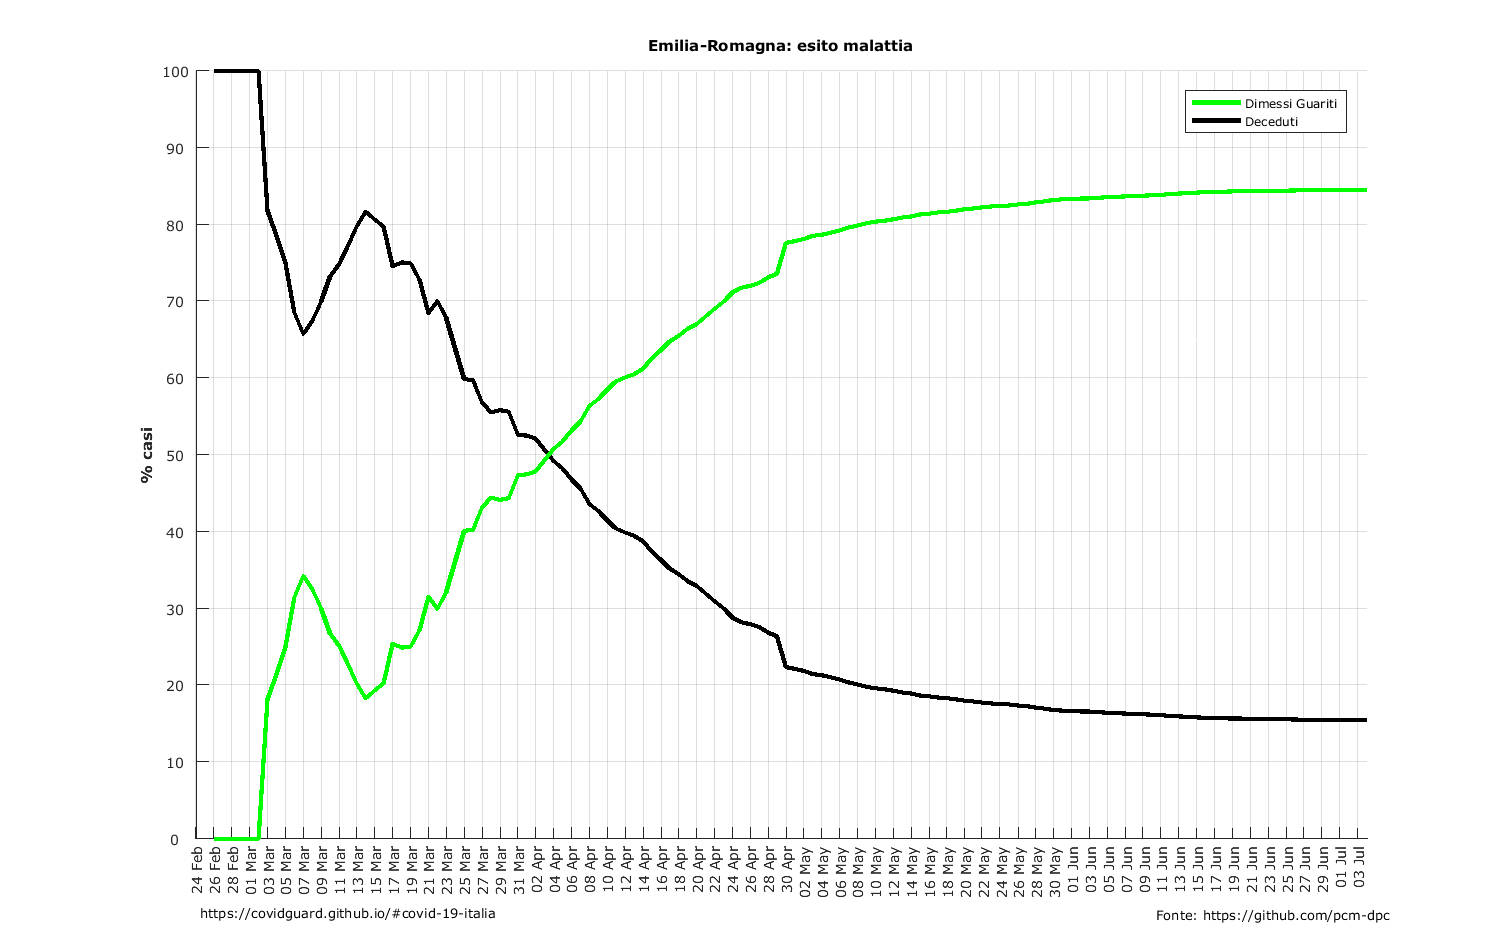 Emilia-Romagna: esito malattia
Dimessi Guariti
Deceduti
% casi
100
90
80
70
60
50
40
30
20
10
0
24 Feb
26 Feb
28 Feb
01 Mar
03 Mar
05 Mar
07 Mar
09 Mar
11 Mar
13 Mar
15 Mar
17 Mar
19 Mar
21 Mar
23 Mar
25 Mar
27 Mar
29 Mar
31 Mar
02 Apr
04 Apr
06 Apr
08 Apr
10 Apr
12 Apr
14 Apr
16 Apr
18 Apr
20 Apr
22 Apr
24 Apr
26 Apr
28 Apr
30 Apr
02 May
04 May
06 May
08 May
10 May
12 May
14 May
16 May
18 May
20 May
22 May
24 May
26 May
28 May
30 May
01 Jun
03 Jun
05 Jun
07 Jun
09 Jun
11 Jun
13 Jun
15 Jun
17 Jun
19 Jun
21 Jun
23 Jun
25 Jun
27 Jun
29 Jun
01 Jul
03 Jul
https://covidguard.github.io/#covid-19-italia
Fonte: https://github.com/pcm-dpc